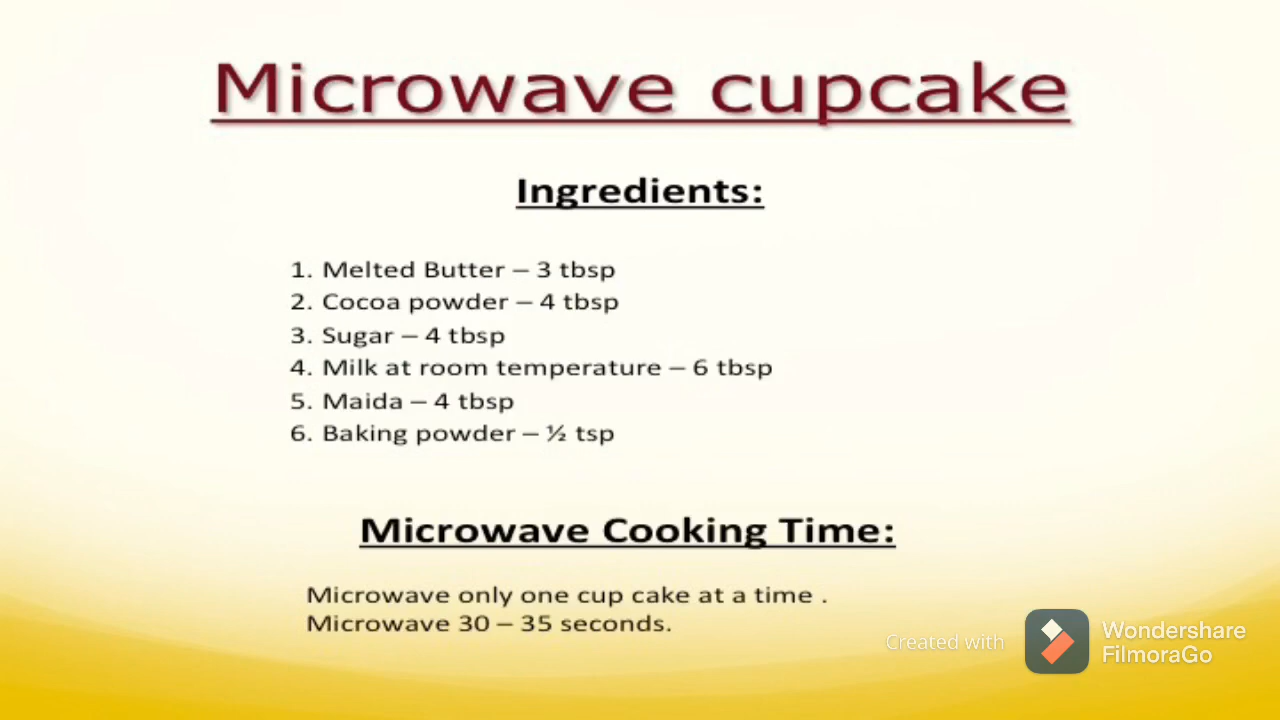 Microwave cupcake
Ingredients:
1. Melted Butter – 3 tbsp
2. Cocoa powder – 4 tbsp
3. Sugar – 4 tbsp
4. Milk at room temperature – 6 tbsp
5. Maida – 4 tbsp
6. Baking powder – ½ tsp
Microwave Cooking Time:
Microwave only one cup cake at a time .
Microwave 30 – 35 seconds.
Created with
Wondershare
FilmoraGo